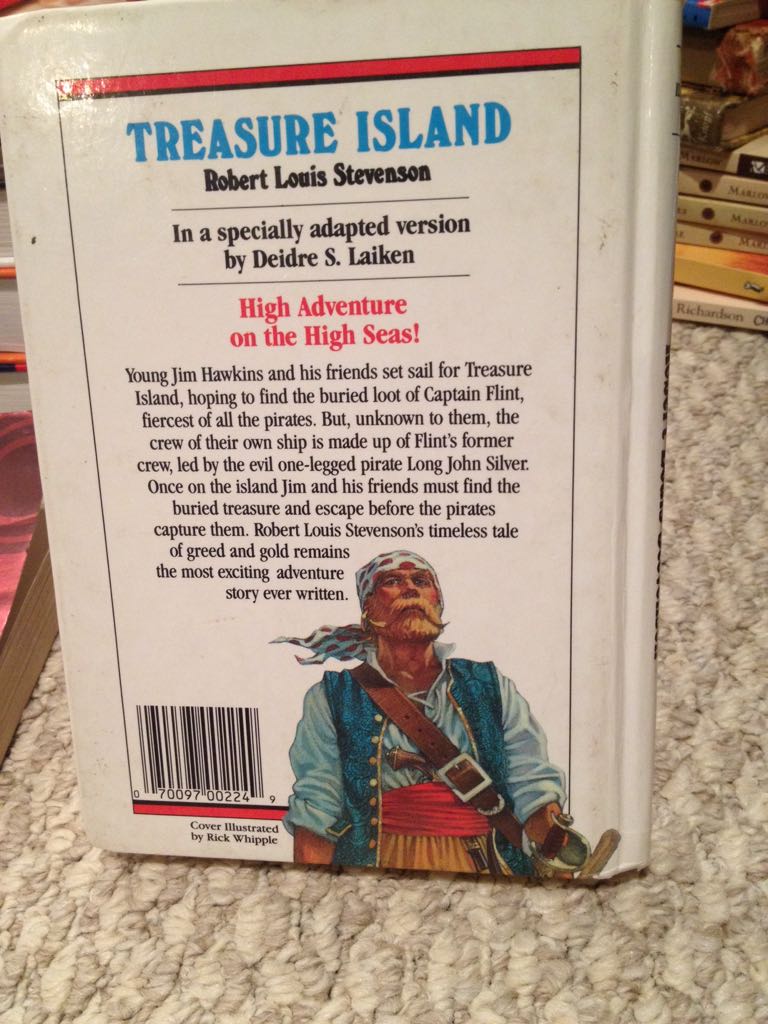 TREASURE ISLAND
Robert Louis Stevenson
In a specially adapted version
by Deidre S. Laiken
High Adventure
on the High Seas!
Young Jim Hawkins and his friends set sail for Treasure
Island, hoping to find the buried loot of Captain Flint,
fiercest of all the pirates. But, unknown to them, the
crew of their own ship is made up of Flint's former
crew, led by the evil one-legged pirate Long John Silver.
Once on the island Jim and his friends must find the
buried treasure and escape before the pirates
capture them. Robert Louis Stevenson's timeless tale
of greed and gold remains
the most exciting adventure
story ever written.
0 70097 00224 9
Cover Illustrated
by Rick Whipple
Richardson